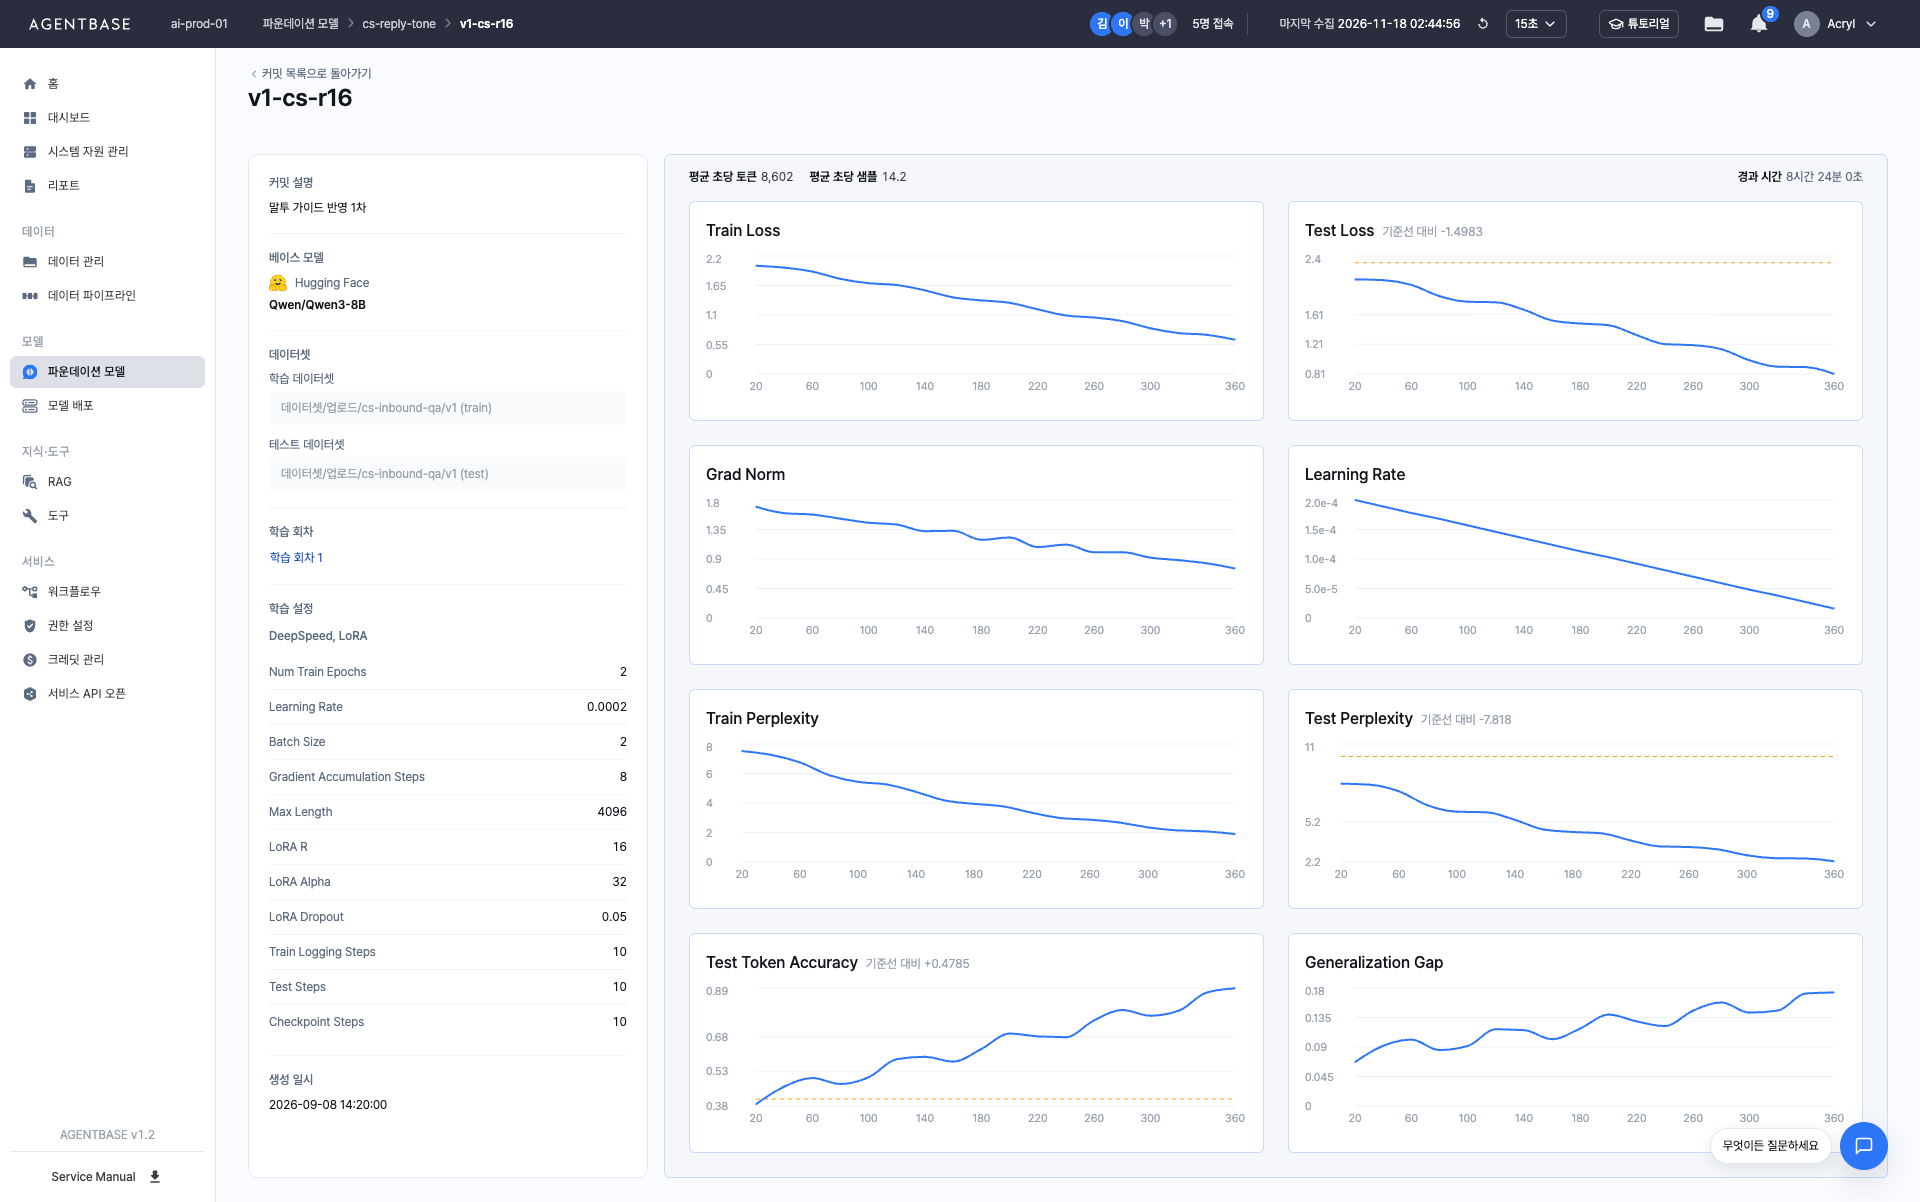 AGENTBASE
ai-prod-01
파운데이션 모델 > cs-reply-tone > v1-cs-r16
김 이 박 +1 5명 접속
마지막 수집 2026-11-18 02:44:56
15초
튜토리얼
9
A Acryl
홈
대시보드
시스템 자원 관리
리포트
데이터
데이터 관리
데이터 파이프라인
모델
파운데이션 모델
모델 배포
지식·도구
RAG
도구
서비스
워크플로우
권한 설정
크레딧 관리
서비스 API 오픈
AGENTBASE v1.2
Service Manual
커밋 목록으로 돌아가기
v1-cs-r16
커밋 설명
말투 가이드 반영 1차
베이스 모델
Hugging Face
Qwen/Qwen3-8B
데이터셋
학습 데이터셋
데이터셋/업로드/cs-inbound-qa/v1 (train)
테스트 데이터셋
데이터셋/업로드/cs-inbound-qa/v1 (test)
학습 회차
학습 회차 1
학습 설정
DeepSpeed, LoRA
Num Train Epochs 2
Learning Rate 0.0002
Batch Size 2
Gradient Accumulation Steps 8
Max Length 4096
LoRA R 16
LoRA Alpha 32
LoRA Dropout 0.05
Train Logging Steps 10
Test Steps 10
Checkpoint Steps 10
생성 일시
2026-09-08 14:20:00
평균 초당 토큰 8,602 평균 초당 샘플 14.2
경과 시간 8시간 24분 0초
Train Loss
2.2
1.65
1.1
0.55
0
20 60 100 140 180 220 260 300 360
Test Loss 기준선 대비 -1.4983
2.4
1.61
1.21
0.81
20 60 100 140 180 220 260 300 360
Grad Norm
1.8
1.35
0.9
0.45
0
20 60 100 140 180 220 260 300 360
Learning Rate
2.0e-4
1.5e-4
1.0e-4
5.0e-5
0
20 60 100 140 180 220 260 300 360
Train Perplexity
8
6
4
2
0
20 60 100 140 180 220 260 300 360
Test Perplexity 기준선 대비 -7.818
11
5.2
2.2
20 60 100 140 180 220 260 300 360
Test Token Accuracy 기준선 대비 +0.4785
0.89
0.68
0.53
0.38
20 60 100 140 180 220 260 300 360
Generalization Gap
0.18
0.135
0.09
0.045
0
20 60 100 140 180 220 260 300 360
무엇이든 질문하세요